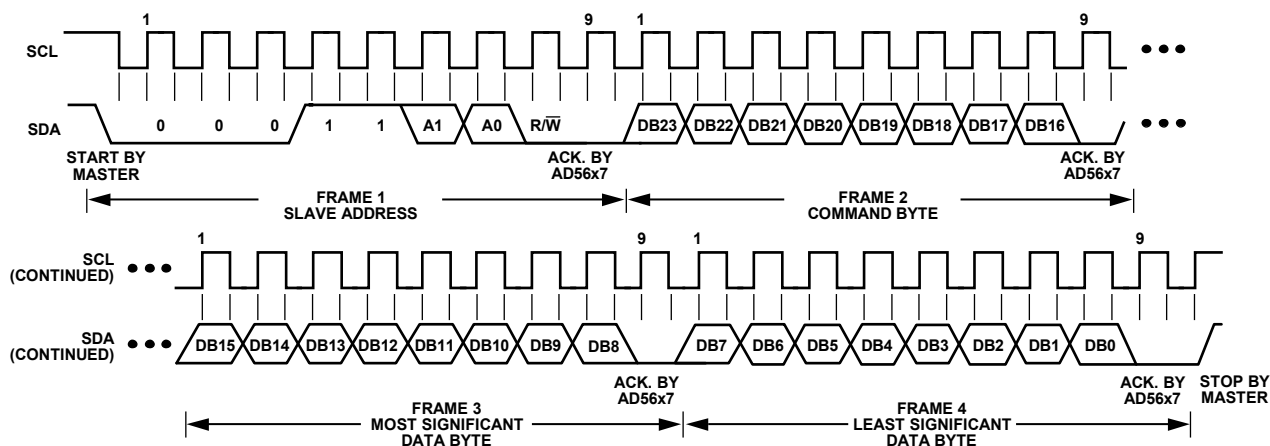 1 9 1 9
SCL
SDA 0 0 0 1 1 A1 A0 R/W̅ DB23 DB22 DB21 DB20 DB19 DB18 DB17 DB16
START BY MASTER
ACK. BY AD56x7
ACK. BY AD56x7
FRAME 1
SLAVE ADDRESS
FRAME 2
COMMAND BYTE
1 9 1 9
SCL
(CONTINUED)
SDA
(CONTINUED)
DB15 DB14 DB13 DB12 DB11 DB10 DB9 DB8 DB7 DB6 DB5 DB4 DB3 DB2 DB1 DB0
ACK. BY AD56x7
ACK. BY AD56x7
STOP BY MASTER
FRAME 3
MOST SIGNIFICANT
DATA BYTE
FRAME 4
LEAST SIGNIFICANT
DATA BYTE